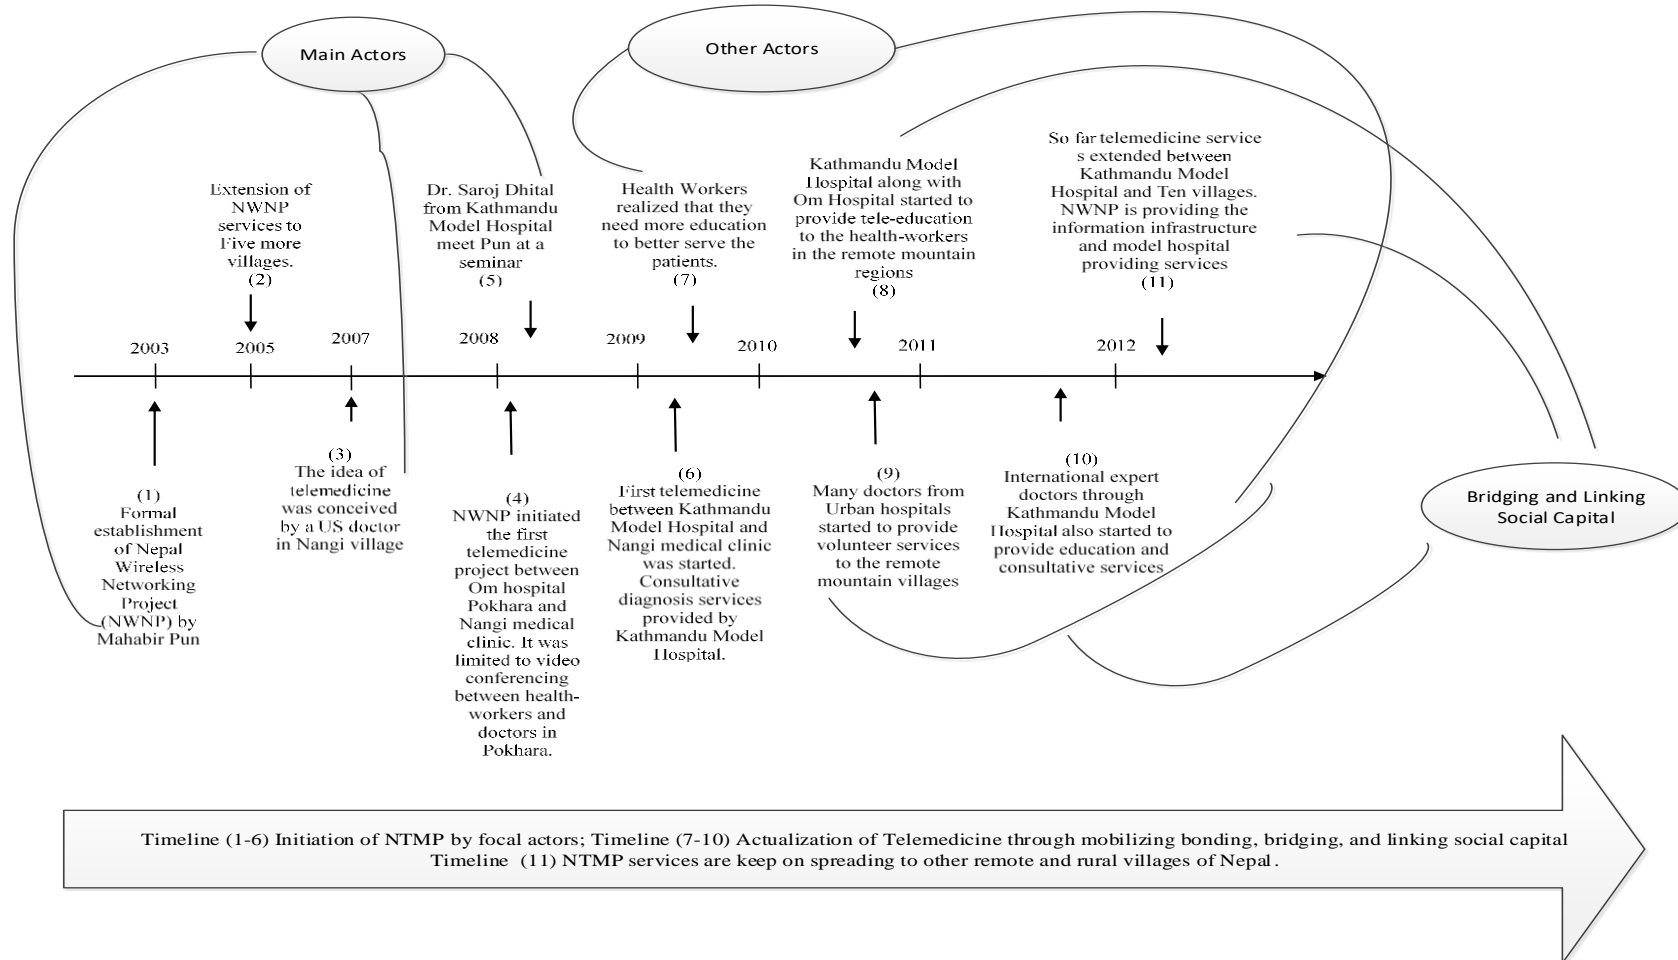 Main Actors
Other Actors
Extension of
NWNP
services to
Five more
villages.
(2)
Dr. Saroj Dhital
from Kathmandu
Model Hospital
meet Pun at a
seminar
(5)
Health Workers
realized that they
need more education
to better serve the
patients.
(7)
Kathmandu Model
Hospital along with
Om Hospital started to
provide tele-education
to the health-workers
in the remote mountain
regions
(8)
So far telemedicine service
s extended between
Kathmandu Model
Hospital and Ten villages.
NWNP is providing the
information infrastructure
and model hospital
providing services
(11)
2003
2005
2007
2008
2009
2010
2011
2012
(1)
Formal
establishment
of Nepal
Wireless
Networking
Project
(NWNP) by
Mahabir Pun
(3)
The idea of
telemedicine
was conceived
by a US doctor
in Nangi village
(4)
NWNP initiated
the first
telemedicine
project between
Om hospital
Pokhara and
Nangi medical
clinic. It was
limited to video
conferencing
between health-
workers and
doctors in
Pokhara.
(6)
First telemedicine
between Kathmandu
Model Hospital and
Nangi medical clinic
was started.
Consultative
diagnosis services
provided by
Kathmandu Model
Hospital.
(9)
Many doctors from
Urban hospitals
started to provide
volunteer services
to the remote
mountain villages
(10)
International expert
doctors through
Kathmandu Model
Hospital also started to
provide education and
consultative services
Bridging and Linking
Social Capital
Timeline (1-6) Initiation of NTMP by focal actors; Timeline (7-10) Actualization of Telemedicine through mobilizing bonding, bridging, and linking social capital
Timeline (11) NTMP services are keep on spreading to other remote and rural villages of Nepal.